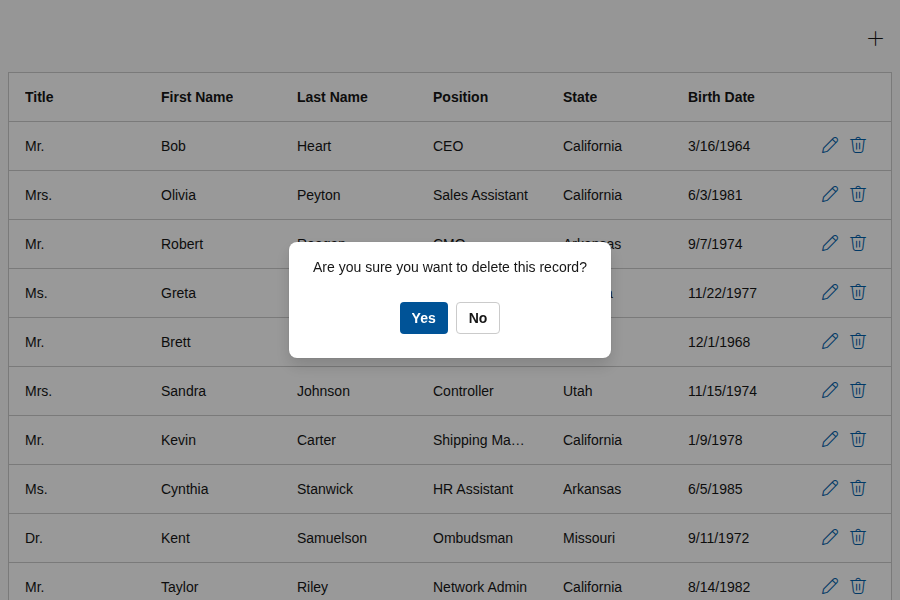 Title First Name Last Name Position State Birth Date
Mr. Bob Heart CEO California 3/16/1964
Mrs. Olivia Peyton Sales Assistant California 6/3/1981
Mr. Robert Reagan CMO Arkansas 9/7/1974
Are you sure you want to delete this record?
Ms. Greta 11/22/1977
Yes No
Mr. Brett 12/1/1968
Mrs. Sandra Johnson Controller Utah 11/15/1974
Mr. Kevin Carter Shipping Ma… California 1/9/1978
Ms. Cynthia Stanwick HR Assistant Arkansas 6/5/1985
Dr. Kent Samuelson Ombudsman Missouri 9/11/1972
Mr. Taylor Riley Network Admin California 8/14/1982